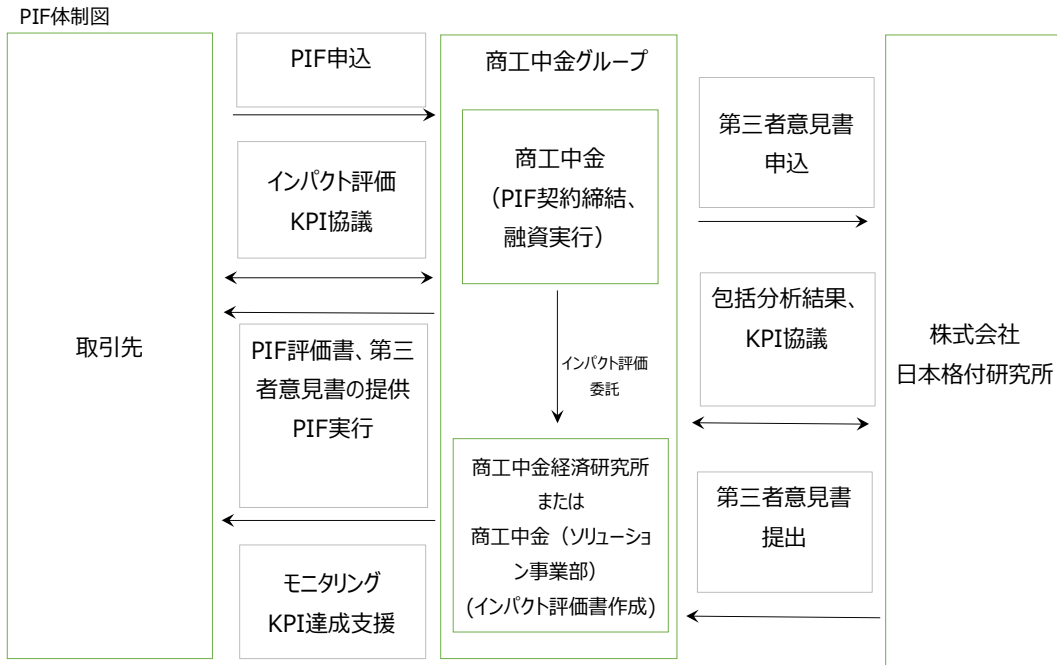 PIF体制図
取引先
PIF申込
インパクト評価
KPI協議
PIF評価書、第三
者意見書の提供
PIF実行
モニタリング
KPI達成支援
商工中金グループ
商工中金
（PIF契約締結、
融資実行）
インパクト評価
委託
商工中金経済研究所
または
商工中金（ソリューショ
ン事業部）
(インパクト評価書作成)
第三者意見書
申込
包括分析結果、
KPI協議
第三者意見書
提出
株式会社
日本格付研究所